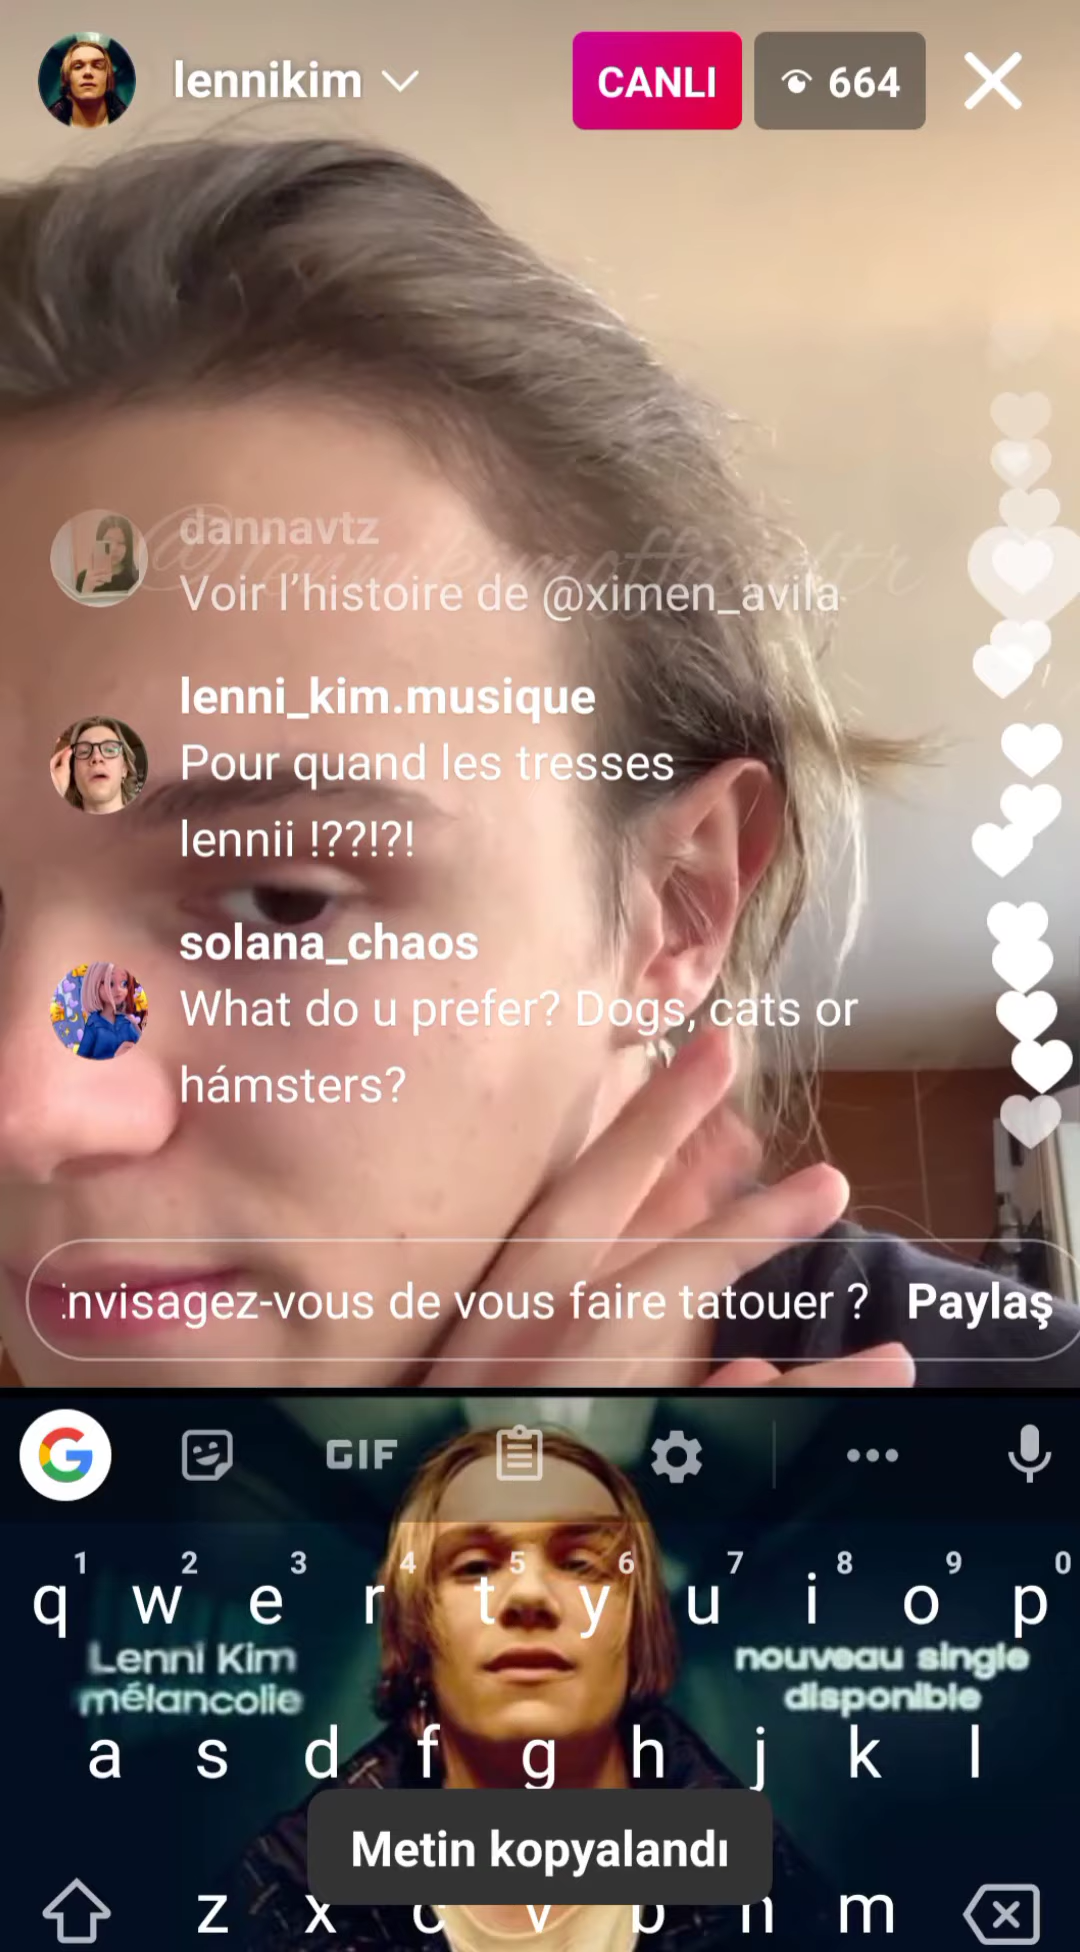 lennikim
CANLI
664
dannavtz
@lennikimofficialtr
Voir l’histoire de @ximen_avila
lenni_kim.musique
Pour quand les tresses
lennii !??!?!
solana_chaos
What do u prefer? Dogs, cats or
hámsters?
nvisagez-vous de vous faire tatouer ?
Paylaş
G
GIF
1 2 3 4 5 6 7 8 9 0
q w e r t y u i o p
Lenni Kim
mélancolie
nouveau single
disponible
a s d f g h j k l
Metin kopyalandı
z x c v b n m